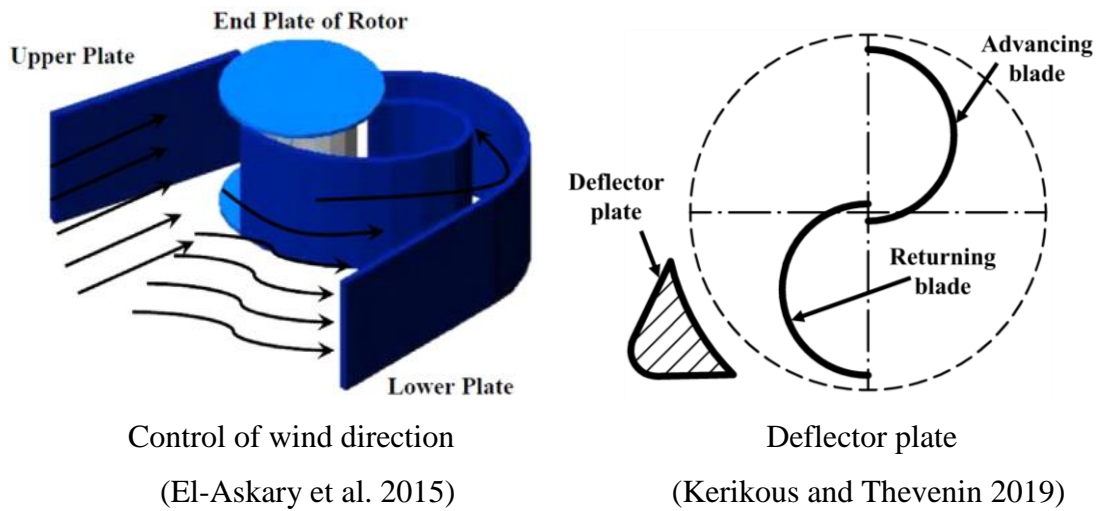 End Plate of Rotor
Upper Plate
Lower Plate
Advancing
blade
Deflector
plate
Returning
blade
Control of wind direction
(El-Askary et al. 2015)
Deflector plate
(Kerikous and Thevenin 2019)